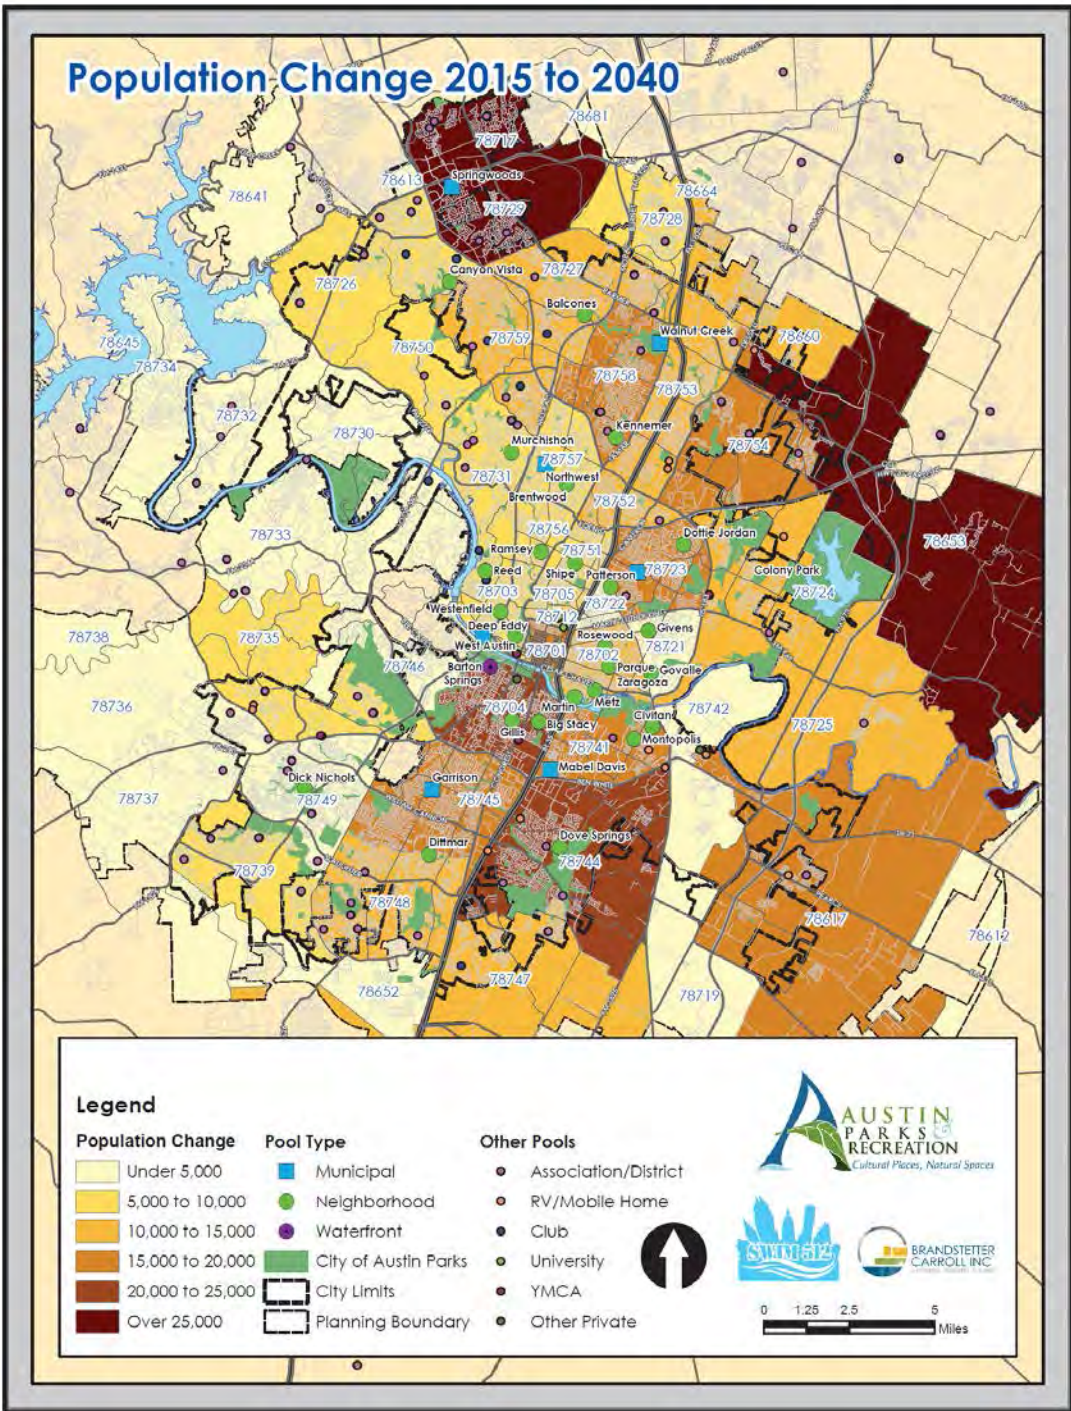 Population Change 2015 to 2040
78681
78717
78613
Springwoods
78641
78664
78729
78728
Canyon Vista
78727
78726
Balcones
78645
78759
Walnut Creek
78660
78734
78750
78758
78753
78732
78730
Kennemer
78754
Murchishon
78757
78731
Northwest
Brentwood
78752
78756
78733
Dottie Jordan
78653
Ramsey
78751
Reed
Shipe
Patterson
78723
Colony Park
78703
78705
78724
Westenfield
78722
78738
78735
Deep Eddy
78712
Rosewood
Givens
78746
West Austin
78701
78702
78721
Barton
Springs
Parque
Zaragoza
Govalle
78736
78704
Martin
Metz
78742
Gillis
Big Stacy
Civitan
78725
78741
Montopolis
Mabel Davis
Dick Nichols
Garrison
78737
78749
78745
Dittmar
Dove Springs
78744
78739
78748
78617
78612
78747
78652
78719
Legend
Population Change
Under 5,000
5,000 to 10,000
10,000 to 15,000
15,000 to 20,000
20,000 to 25,000
Over 25,000
Pool Type
Municipal
Neighborhood
Waterfront
City of Austin Parks
City Limits
Planning Boundary
Other Pools
Association/District
RV/Mobile Home
Club
University
YMCA
Other Private
AUSTIN
PARKS &
RECREATION
Cultural Places, Natural Spaces
SWIM 512
BRANDSTETTER
CARROLL INC
0 1.25 2.5 5
Miles